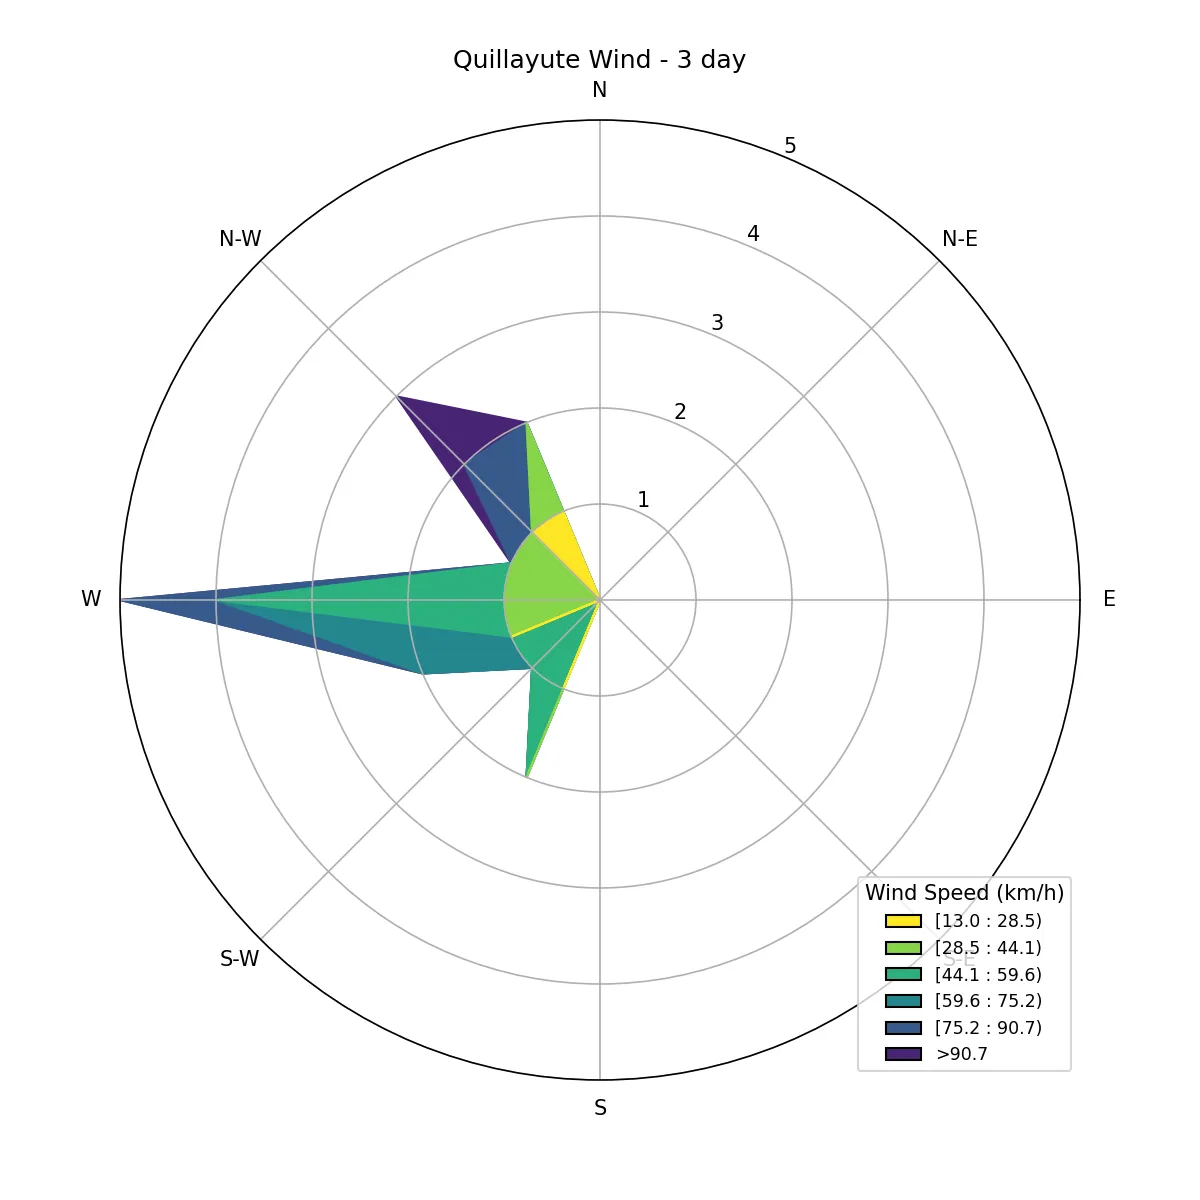 Quillayute Wind - 3 day
N
5
N-W
4
N-E
3
2
1
W
E
S-W
S-E
S
Wind Speed (km/h)
[13.0 : 28.5)
[28.5 : 44.1)
[44.1 : 59.6)
[59.6 : 75.2)
[75.2 : 90.7)
>90.7